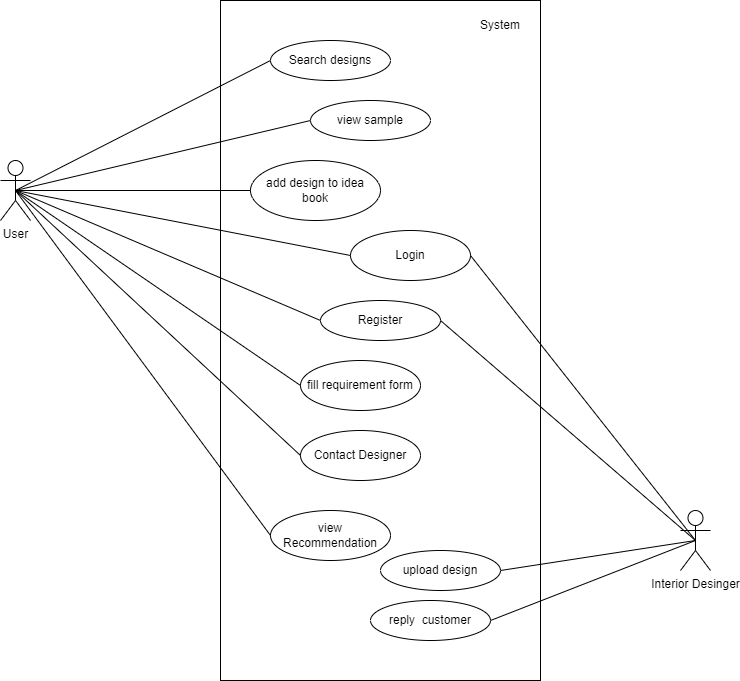 System
Search designs
view sample
add design to idea
book
User
Login
Register
fill requirement form
Contact Designer
view
Recommendation
upload design
Interior Desinger
reply  customer